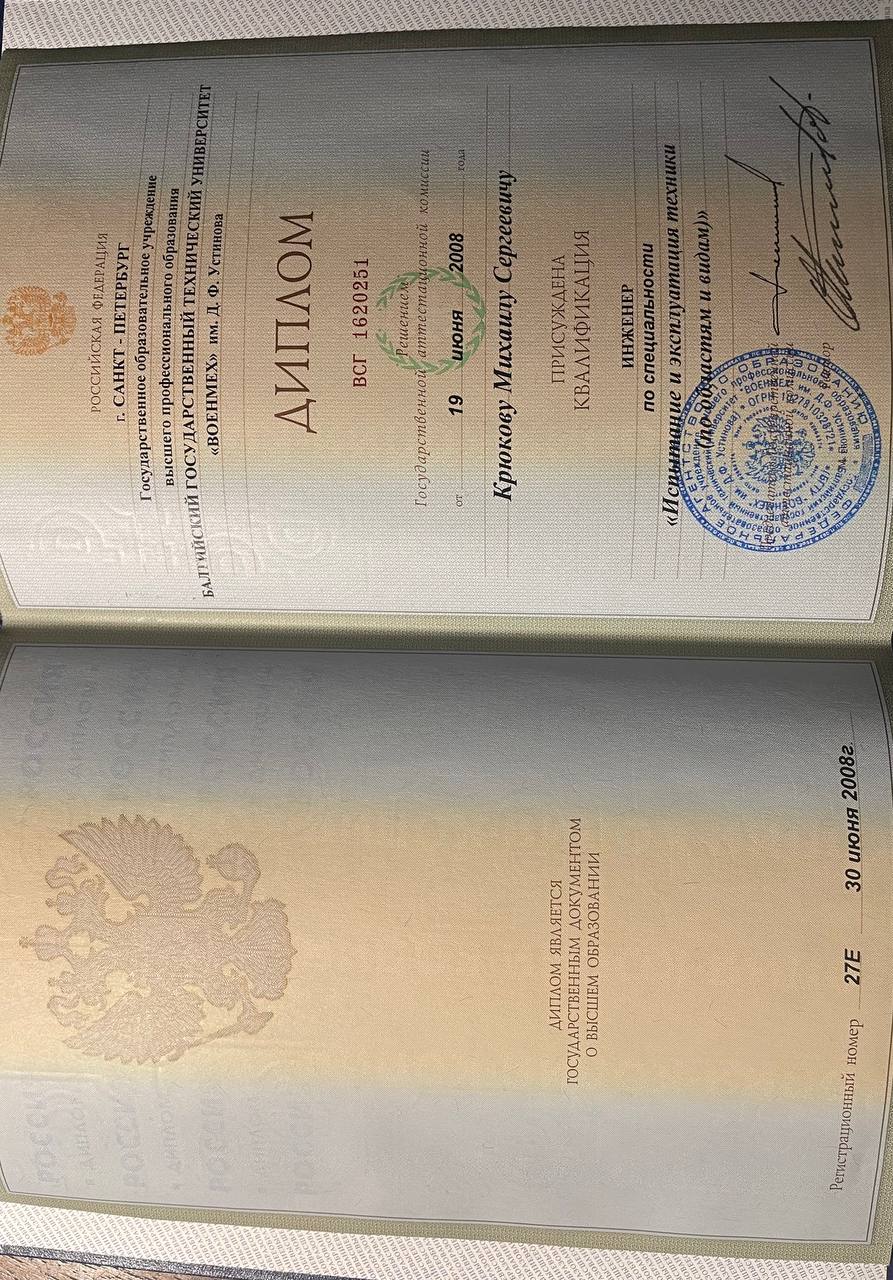 ДИПЛОМ ЯВЛЯЕТСЯ
ГОСУДАРСТВЕННЫМ ДОКУМЕНТОМ
О ВЫСШЕМ ОБРАЗОВАНИИ
Регистрационный номер 27Е 30 июня 2008г.
РОССИЙСКАЯ ФЕДЕРАЦИЯ
г. САНКТ - ПЕТЕРБУРГ
Государственное образовательное учреждение
высшего профессионального образования
БАЛТИЙСКИЙ ГОСУДАРСТВЕННЫЙ ТЕХНИЧЕСКИЙ УНИВЕРСИТЕТ
«ВОЕНМЕХ» им. Д. Ф. Устинова
ДИПЛОМ
ВСГ 1620251
Решением
Государственной аттестационной комиссии
от 19 июня 2008 года
Крюкову Михаилу Сергеевичу
ПРИСУЖДЕНА
КВАЛИФИКАЦИЯ
ИНЖЕНЕР
по специальности
«Испытание и эксплуатация техники
(по областям и видам)»